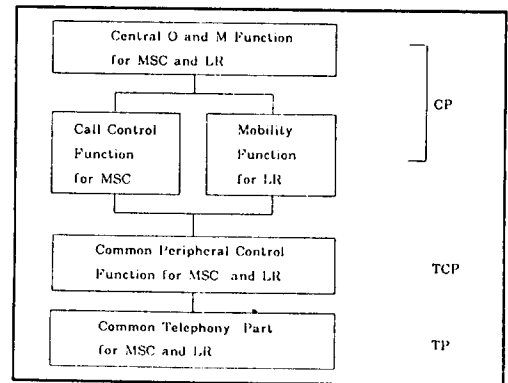 Central O and M Function
for MSC and LR
CP
Call Control
Function
for MSC
Mobility
Function
for LR
Common Peripheral Control
Function for MSC and LR
TCP
Common Telephony Part
for MSC and LR
TP